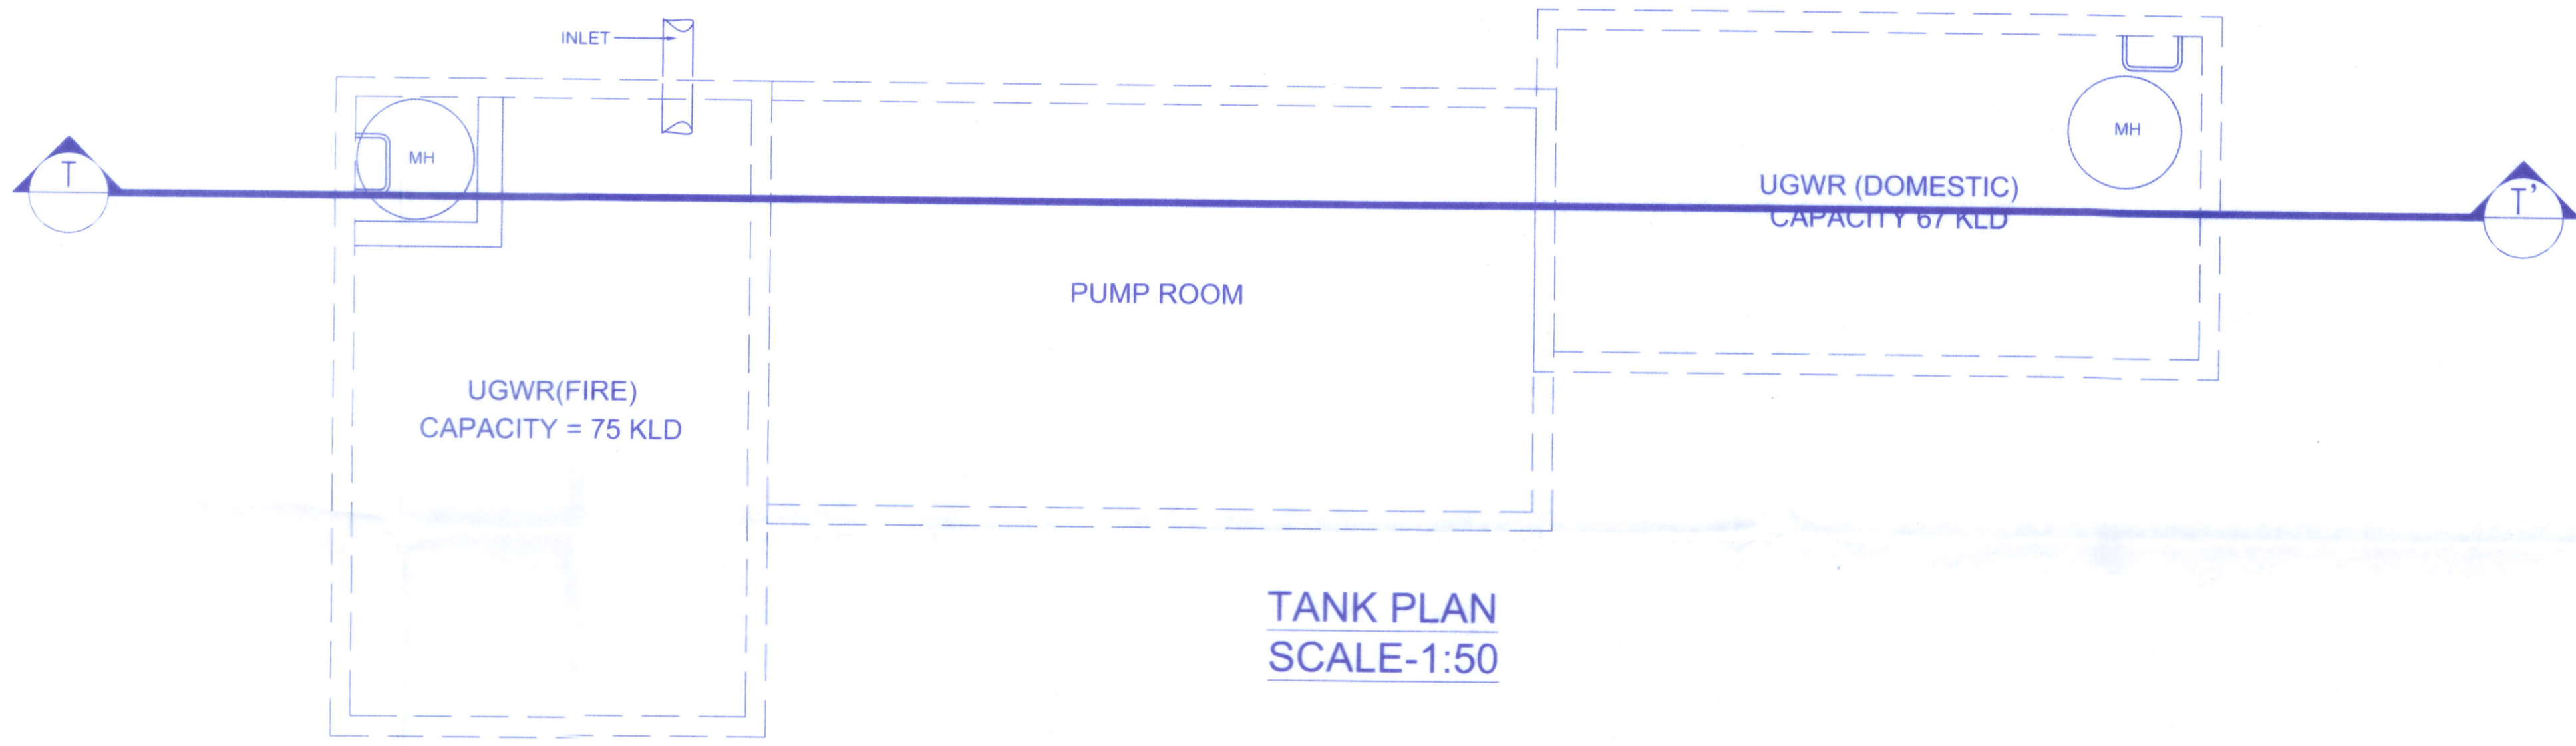 INLET
MH
MH
T
UGWR (DOMESTIC)
CAPACITY 67 KLD
T'
PUMP ROOM
UGWR(FIRE)
CAPACITY = 75 KLD
TANK PLAN
SCALE-1:50